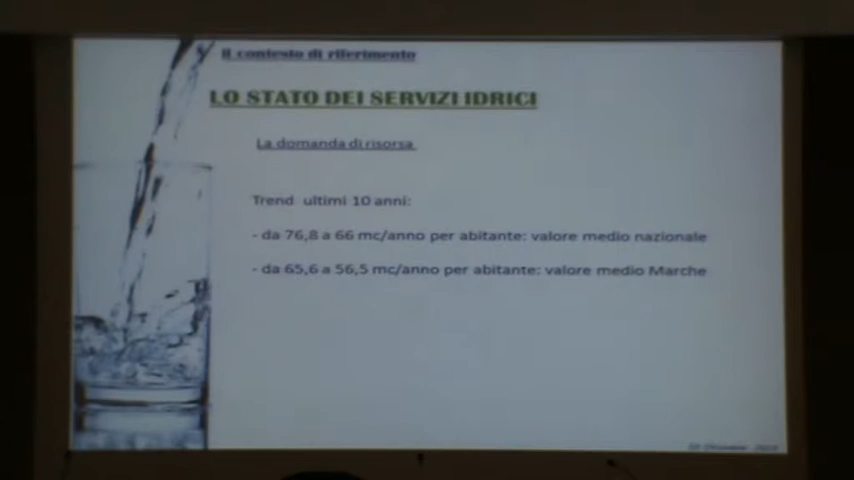 il contesto di riferimento
LO STATO DEI SERVIZI IDRICI
La domanda di risorsa
Trend ultimi 10 anni:
- da 76,8 a 66 mc/anno per abitante: valore medio nazionale
- da 65,6 a 56,5 mc/anno per abitante: valore medio Marche